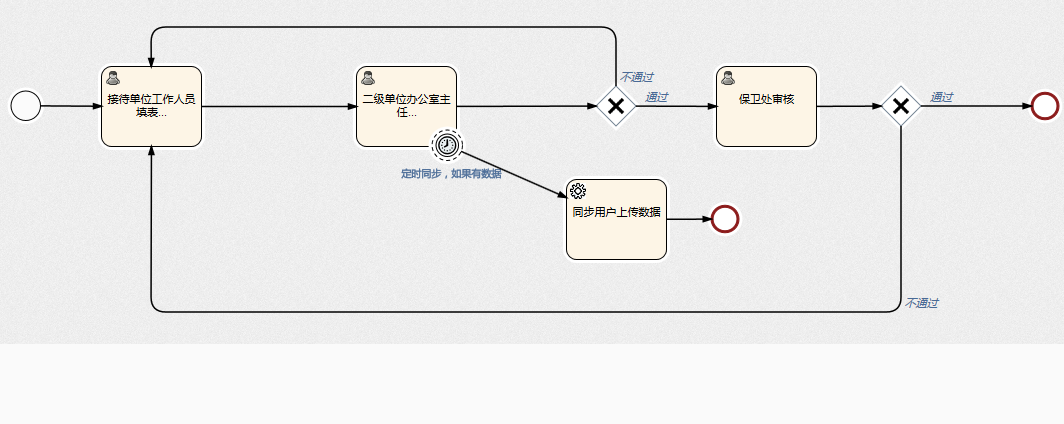 不通过
接待单位工作人员
填表...
二级单位办公室主
任...
通过
保卫处审核
通过
定时同步，如果有数据
同步用户上传数据
不通过